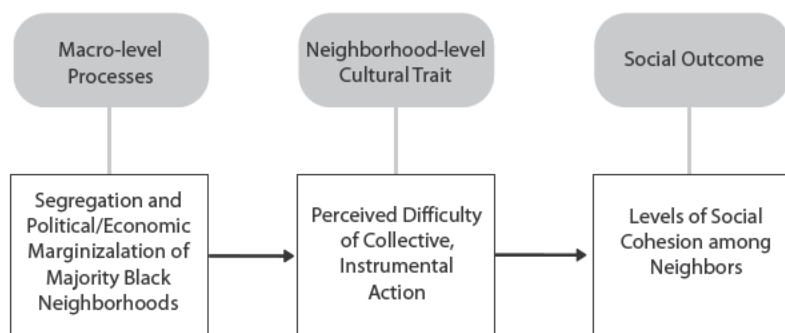 Macro-level
Processes
Neighborhood-level
Cultural Trait
Social Outcome
Segregation and
Political/Economic
Marginizalation of
Majority Black
Neighborhoods
Perceived Difficulty
of Collective,
Instrumental
Action
Levels of Social
Cohesion among
Neighbors